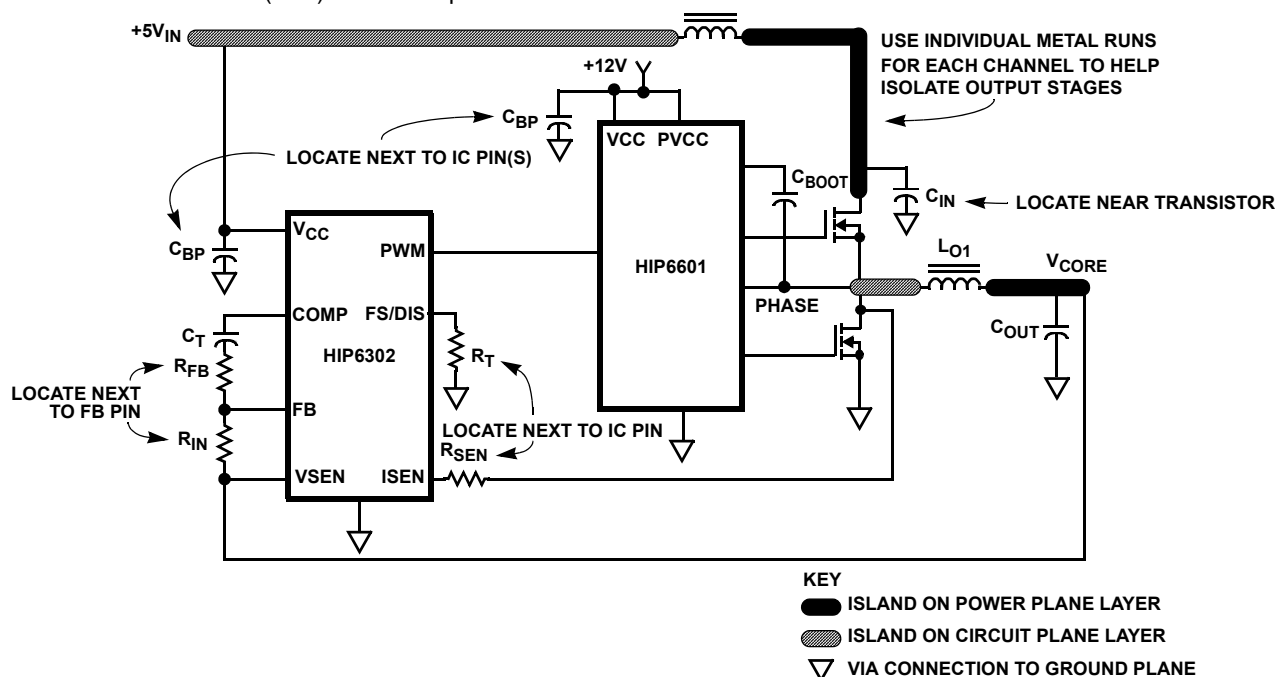 +5VIN
USE INDIVIDUAL METAL RUNS
FOR EACH CHANNEL TO HELP
ISOLATE OUTPUT STAGES
+12V
CBP
VCC PVCC
LOCATE NEXT TO IC PIN(S)
CBOOT
CIN
LOCATE NEAR TRANSISTOR
VCC
CBP
PWM
HIP6601
LO1
VCORE
PHASE
COMP
FS/DIS
CT
HIP6302
RT
COUT
RFB
LOCATE NEXT
TO FB PIN
FB
RIN
LOCATE NEXT TO IC PIN
RSEN
VSEN
ISEN
KEY
ISLAND ON POWER PLANE LAYER
ISLAND ON CIRCUIT PLANE LAYER
VIA CONNECTION TO GROUND PLANE